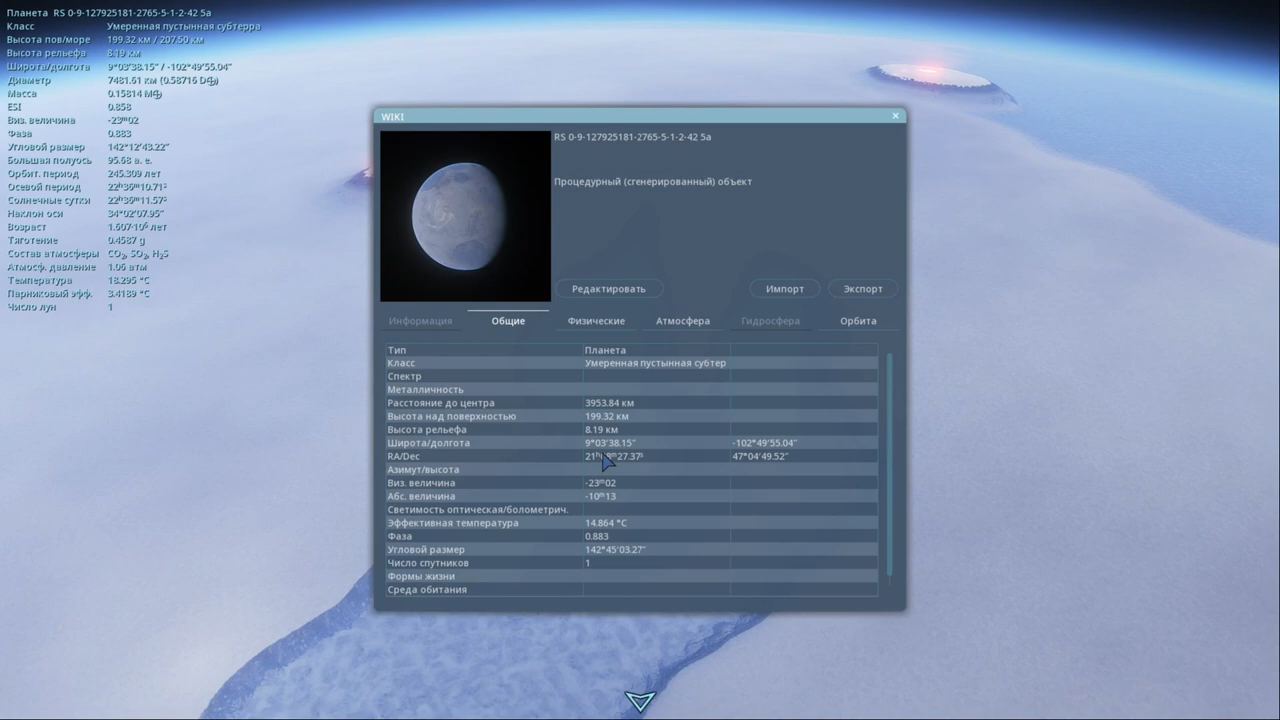 Планета RS 0-9-127925181-2765-5-1-2-42 5a
Класс Умеренная пустынная субтерра
Высота пов/море 199.32 км / 207.50 км
Высота рельефа 8.19 км
Широта/долгота 9°03'38.15" / -102°49'55.04"
Диаметр 7481.61 км (0.58716 D⊕)
Масса 0.15814 M⊕
ESI 0.858
Виз. величина -23ᵐ02
Фаза 0.883
Угловой размер 142°12'43.22"
Большая полуось 95.68 а. е.
Орбит. период 245.309 лет
Осевой период 22ʰ36ᵐ10.71ˢ
Солнечные сутки 22ʰ36ᵐ11.57ˢ
Наклон оси 34°02'07.95"
Возраст 1.607·10⁶ лет
Тяготение 0.4587 g
Состав атмосферы CO₂, SO₂, H₂S
Атмосф. давление 1.06 атм
Температура 18.295 °C
Парниковый эфф. 3.4189 °C
Число лун 1
WIKI
RS 0-9-127925181-2765-5-1-2-42 5a
Процедурный (сгенерированный) объект
Редактировать Импорт Экспорт
Информация Общие Физические Атмосфера Гидросфера Орбита
Тип Планета
Класс Умеренная пустынная субтер
Спектр
Металличность
Расстояние до центра 3953.84 км
Высота над поверхностью 199.32 км
Высота рельефа 8.19 км
Широта/долгота 9°03'38.15" -102°49'55.04"
RA/Dec 47°04'49.52"
Азимут/высота
Виз. величина -23ᵐ02
Абс. величина -10ᵐ13
Светимость оптическая/болометрич.
Эффективная температура 14.864 °C
Фаза 0.883
Угловой размер 142°45'03.27"
Число спутников 1
Формы жизни
Среда обитания